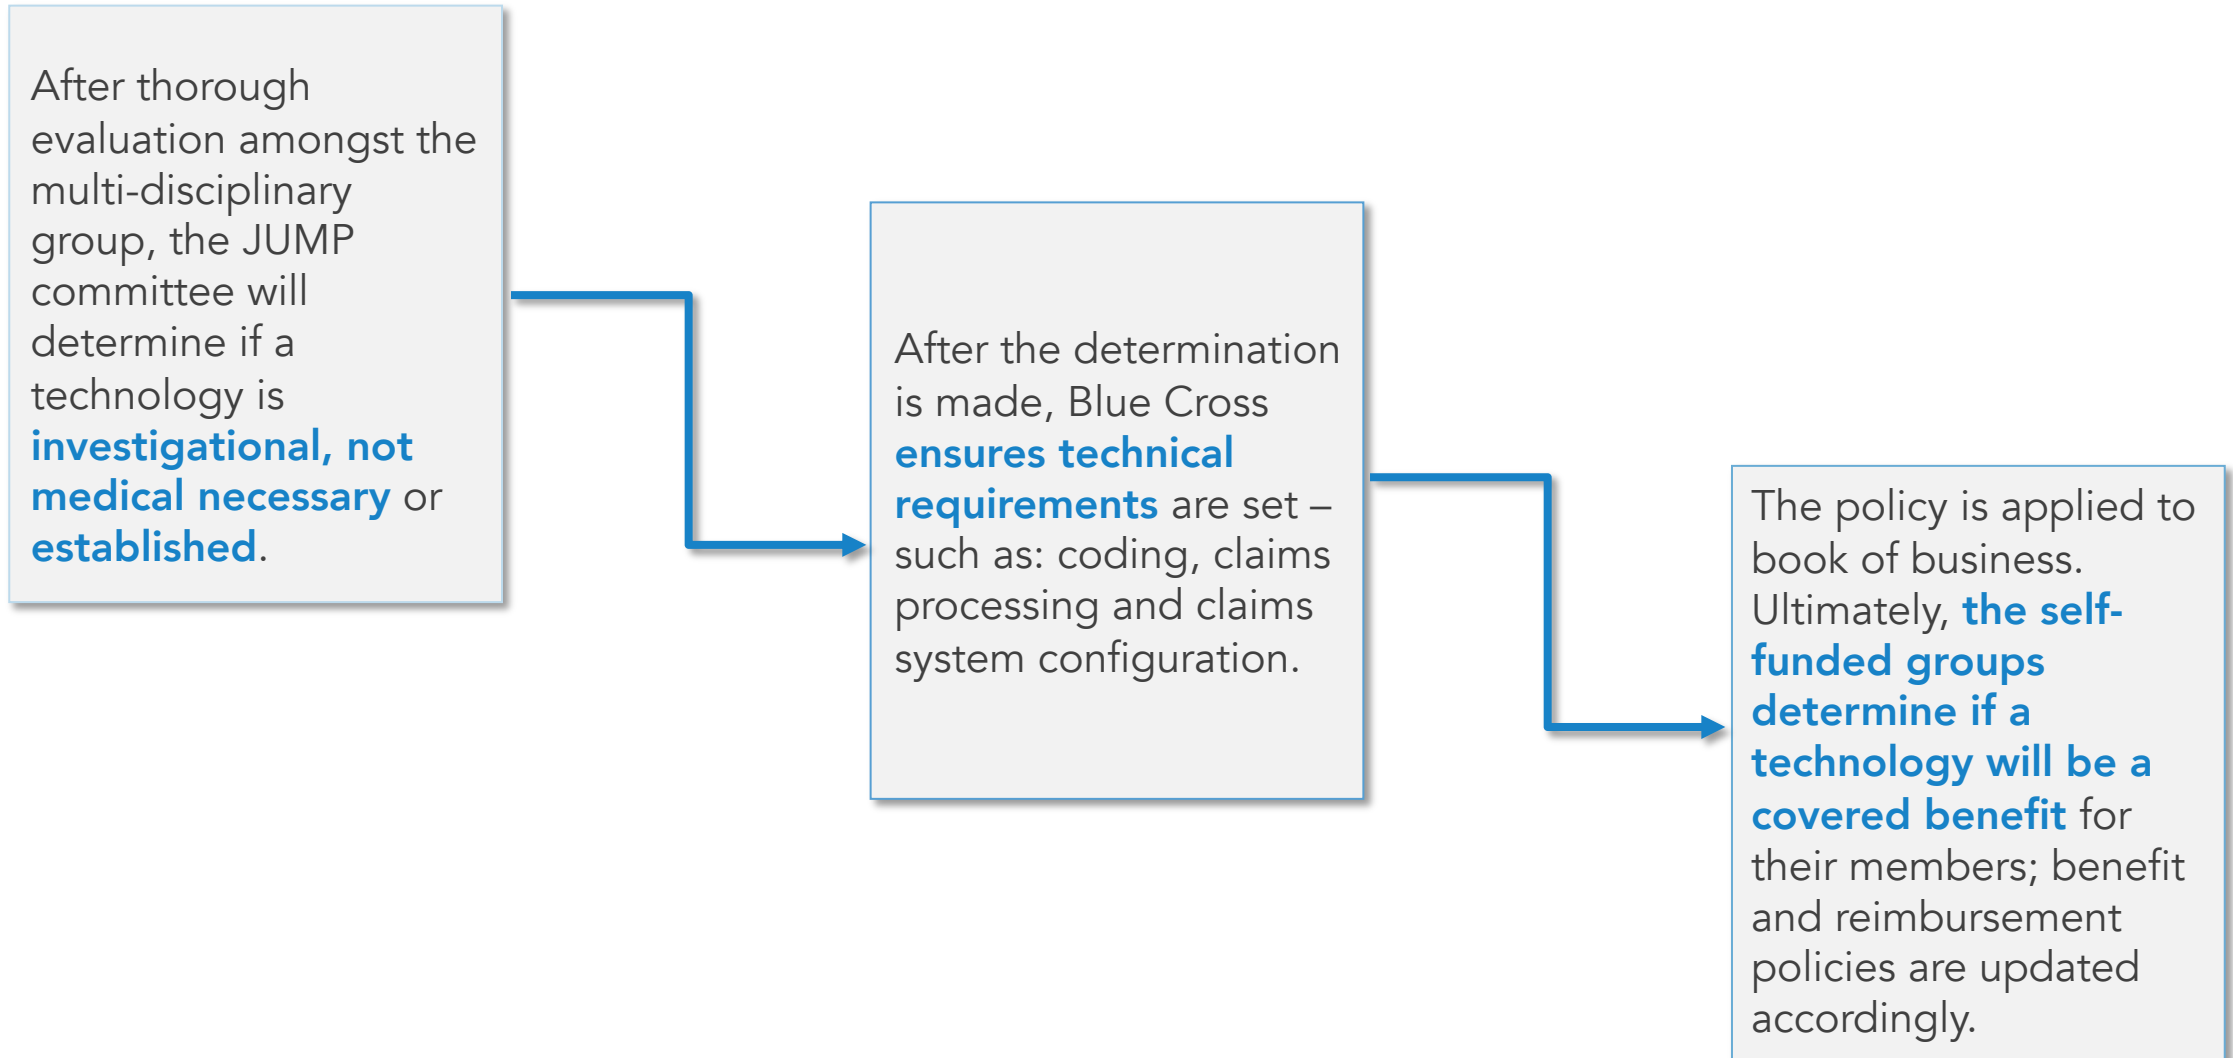 After thorough
evaluation amongst the
multi-disciplinary
group, the JUMP
committee will
determine if a
technology is
investigational, not
medical necessary or
established.
After the determination
is made, Blue Cross
ensures technical
requirements are set –
such as: coding, claims
processing and claims
system configuration.
The policy is applied to
book of business.
Ultimately, the self-
funded groups
determine if a
technology will be a
covered benefit for
their members; benefit
and reimbursement
policies are updated
accordingly.